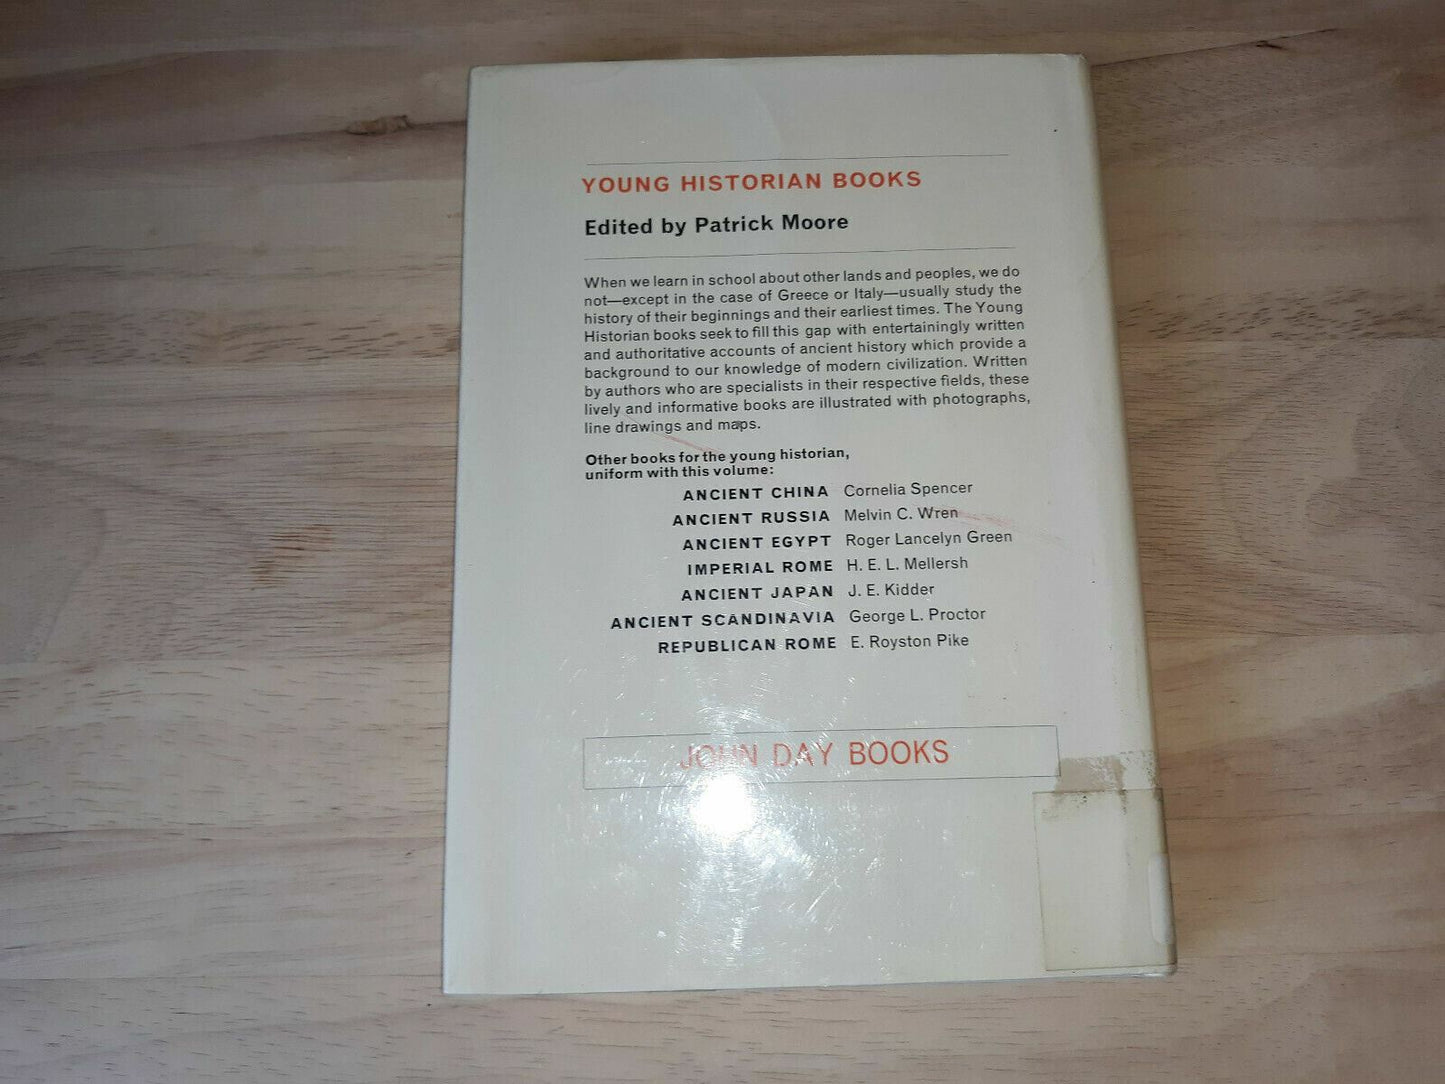 YOUNG HISTORIAN BOOKS
Edited by Patrick Moore
When we learn in school about other lands and peoples, we do
not—except in the case of Greece or Italy—usually study the
history of their beginnings and their earliest times. The Young
Historian books seek to fill this gap with entertainingly written
and authoritative accounts of ancient history which provide a
background to our knowledge of modern civilization. Written
by authors who are specialists in their respective fields, these
lively and informative books are illustrated with photographs,
line drawings and maps.
Other books for the young historian,
uniform with this volume:
ANCIENT CHINA Cornelia Spencer
ANCIENT RUSSIA Melvin C. Wren
ANCIENT EGYPT Roger Lancelyn Green
IMPERIAL ROME H. E. L. Mellersh
ANCIENT JAPAN J. E. Kidder
ANCIENT SCANDINAVIA George L. Proctor
REPUBLICAN ROME E. Royston Pike
JOHN DAY BOOKS